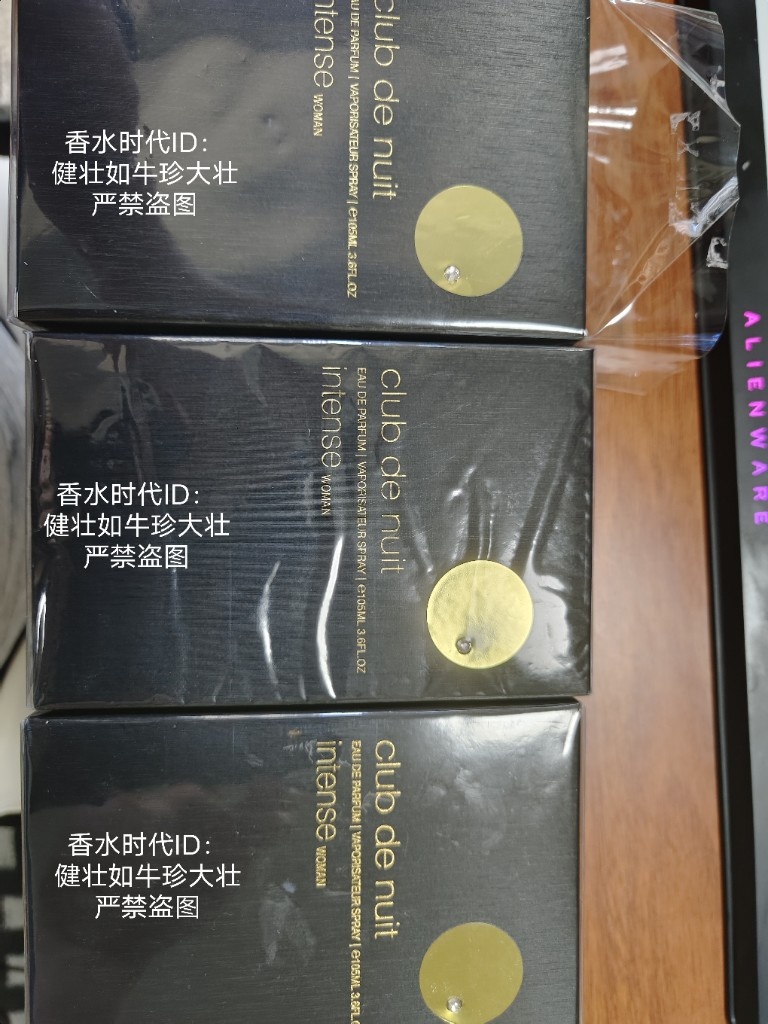 club de nuit
EAU DE PARFUM | VAPORISATEUR SPRAY | e105ML 3.6FL.OZ
intense WOMAN
香水时代ID:
健壮如牛珍大壮
严禁盗图
club de nuit
EAU DE PARFUM | VAPORISATEUR SPRAY | e105ML 3.6FL.OZ
intense WOMAN
香水时代ID:
健壮如牛珍大壮
严禁盗图
club de nuit
EAU DE PARFUM | VAPORISATEUR SPRAY | e105ML 3.6FL.O
intense WOMAN
香水时代ID:
健壮如牛珍大壮
严禁盗图
ALIENWARE